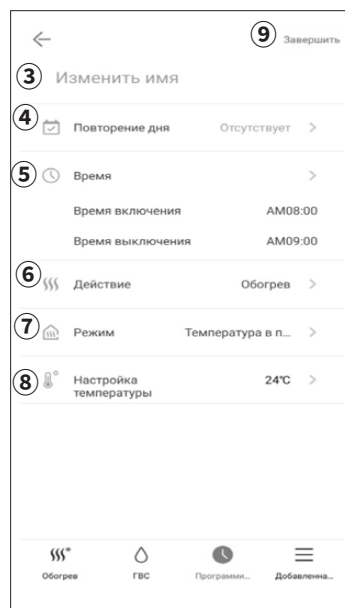 ⑨ Завершить
③ Изменить имя
④ Повторение дня Отсутствует
⑤ Время
Время включения AM08:00
Время выключения AM09:00
⑥ Действие Обогрев
⑦ Режим Температура в п...
⑧ Настройка температуры 24℃
Обогрев ГВС Программи... Добавленна...